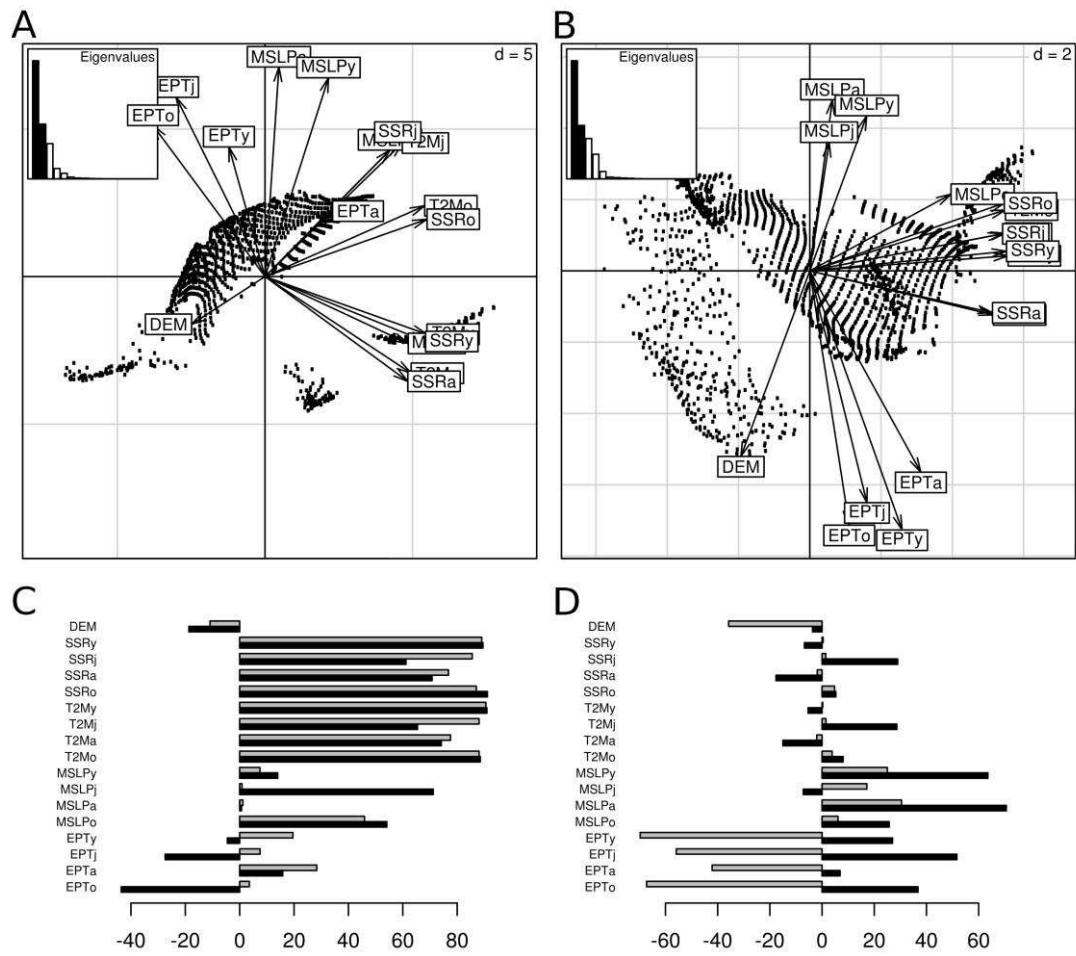 A
Eigenvalues
d = 5
MSLPy
EPTj
EPTo
EPTy
SSRj
T2Mj
T2Mo
EPTa
SSRo
DEM
SSRy
SSRa
B
Eigenvalues
d = 2
MSLPa
MSLPy
MSLPj
SSRo
SSRj
SSRy
SSRa
DEM
EPTa
EPTj
EPTo
EPTy
C
DEM
SSRy
SSRj
SSRa
SSRo
T2My
T2Mj
T2Ma
T2Mo
MSLPy
MSLPj
MSLPa
MSLPo
EPTy
EPTj
EPTa
EPTo
-40 -20 0 20 40 60 80
D
DEM
SSRy
SSRj
SSRa
SSRo
T2My
T2Mj
T2Ma
T2Mo
MSLPy
MSLPj
MSLPa
MSLPo
EPTy
EPTj
EPTa
EPTo
-60 -40 -20 0 20 40 60